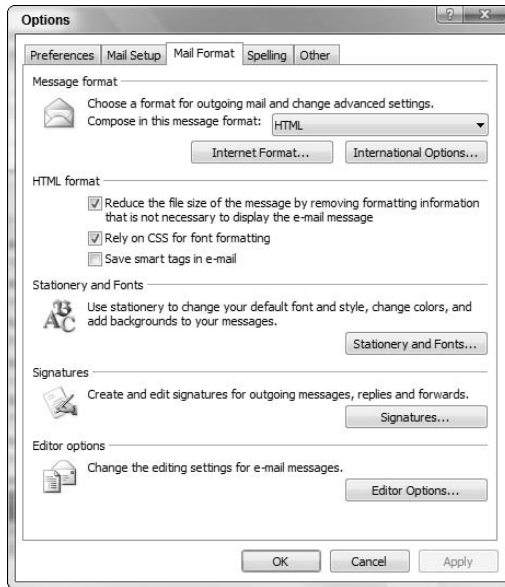 Options
Preferences Mail Setup Mail Format Spelling Other
Message format
Choose a format for outgoing mail and change advanced settings.
Compose in this message format: HTML
Internet Format... International Options...
HTML format
Reduce the file size of the message by removing formatting information
that is not necessary to display the e-mail message
Rely on CSS for font formatting
Save smart tags in e-mail
Stationery and Fonts
Use stationery to change your default font and style, change colors, and
add backgrounds to your messages.
Stationery and Fonts...
Signatures
Create and edit signatures for outgoing messages, replies and forwards.
Signatures...
Editor options
Change the editing settings for e-mail messages.
Editor Options...
OK Cancel Apply